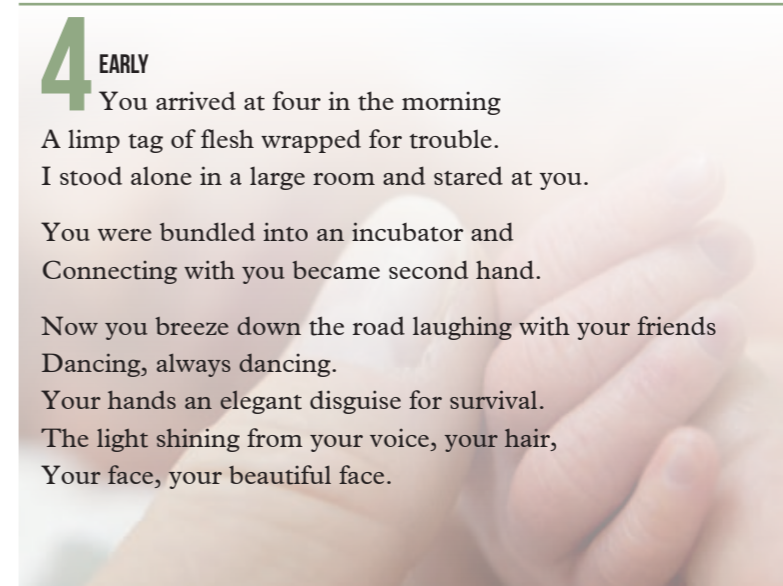 4
EARLY
You arrived at four in the morning
A limp tag of flesh wrapped for trouble.
I stood alone in a large room and stared at you.
You were bundled into an incubator and
Connecting with you became second hand.
Now you breeze down the road laughing with your friends
Dancing, always dancing.
Your hands an elegant disguise for survival.
The light shining from your voice, your hair,
Your face, your beautiful face.